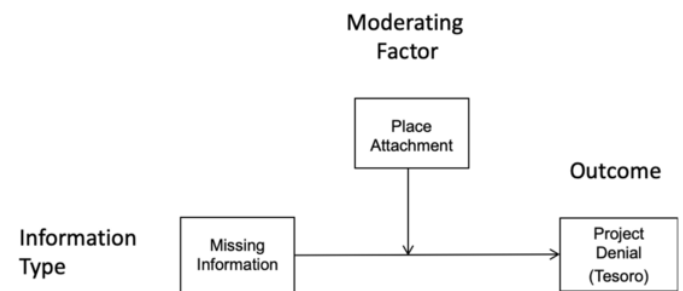 Moderating
Factor
Place
Attachment
Outcome
Information
Type
Missing
Information
Project
Denial
(Tesoro)